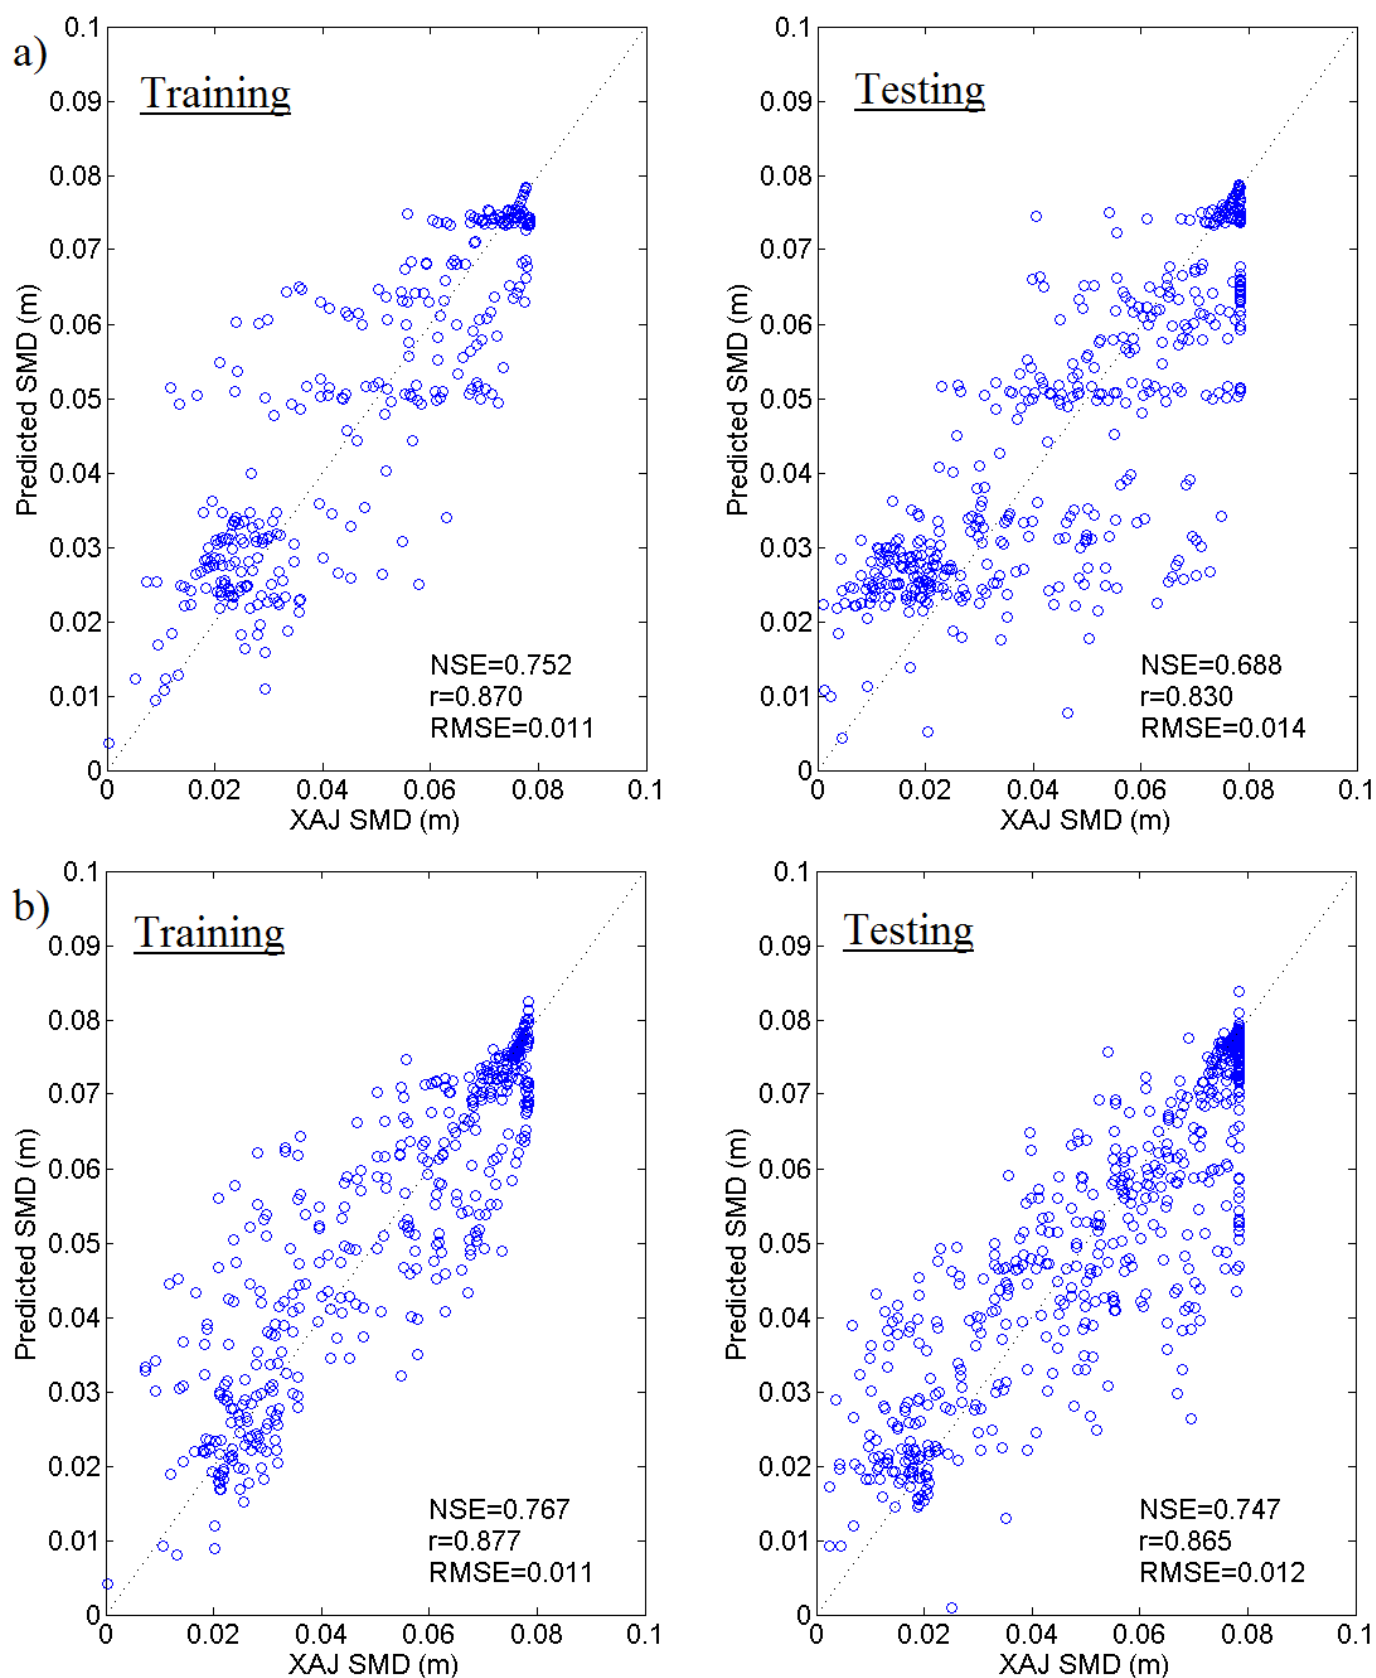 a)
Training
0.1
0.09
0.08
0.07
0.06
0.05
0.04
0.03
0.02
0.01
0
Predicted SMD (m)
NSE=0.752
r=0.870
RMSE=0.011
0 0.02 0.04 0.06 0.08 0.1
XAJ SMD (m)
Testing
0.1
0.09
0.08
0.07
0.06
0.05
0.04
0.03
0.02
0.01
0
Predicted SMD (m)
NSE=0.688
r=0.830
RMSE=0.014
0 0.02 0.04 0.06 0.08 0.1
XAJ SMD (m)
b)
Training
0.1
0.09
0.08
0.07
0.06
0.05
0.04
0.03
0.02
0.01
0
Predicted SMD (m)
NSE=0.767
r=0.877
RMSE=0.011
0 0.02 0.04 0.06 0.08 0.1
XAJ SMD (m)
Testing
0.1
0.09
0.08
0.07
0.06
0.05
0.04
0.03
0.02
0.01
0
Predicted SMD (m)
NSE=0.747
r=0.865
RMSE=0.012
0 0.02 0.04 0.06 0.08 0.1
XAJ SMD (m)